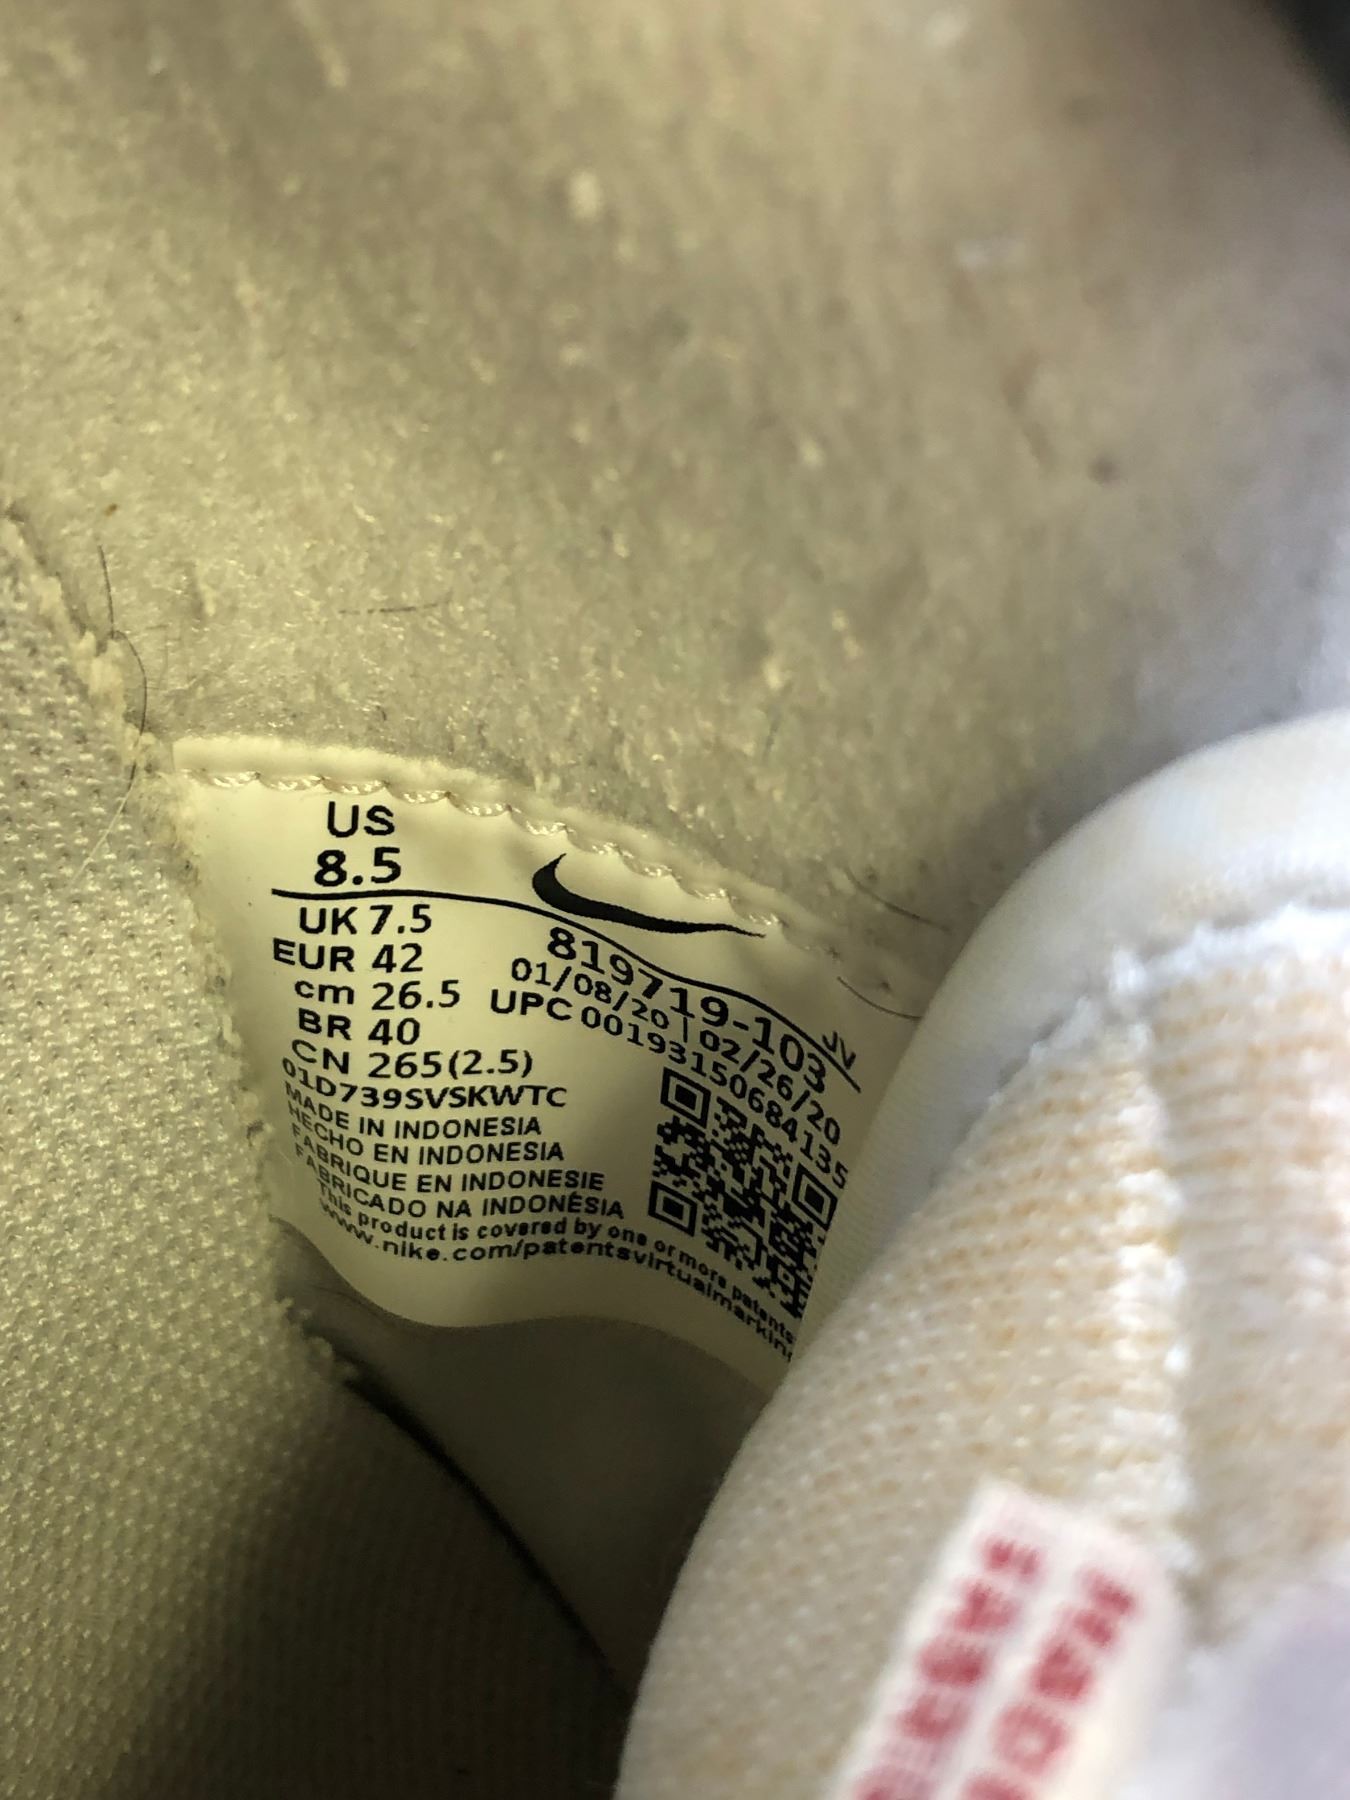 US
8.5
UK 7.5
EUR 42
cm 26.5
BR 40
CN 265(2.5)
01D739SVSKWTC
MADE IN INDONESIA
HECHO EN INDONESIA
FABRIQUE EN INDONESIE
FABRICADO NA INDONÉSIA
This product is covered by one or more patents
www.nike.com/patentsvirtualmarking
819719-103 JV
01/08/20 | 02/26/20
UPC 00193150684135